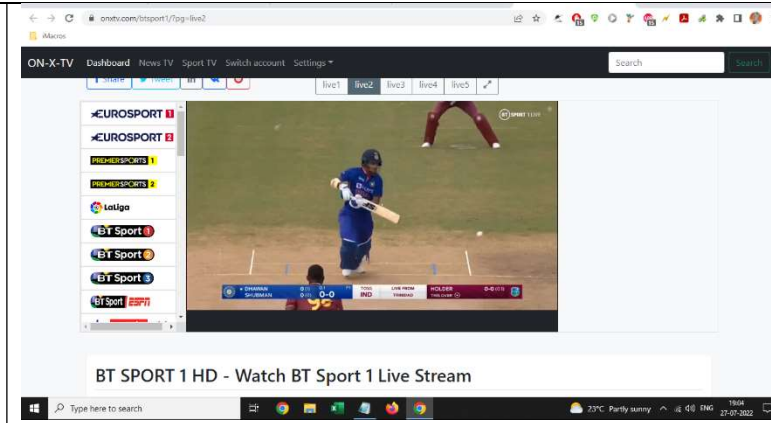 onxtv.com/btsport1/?pg=live2
iMacros
ON-X-TV Dashboard News TV Sport TV Switch account Settings Search Search
Share Tweet in
live1 live2 live3 live4 live5
EUROSPORT 1
EUROSPORT 2
PREMIERSPORTS 1
PREMIERSPORTS 2
LaLiga
BT Sport 1
BT Sport 2
BT Sport 3
BT Sport ESPN
BT SPORT
DHAWAN
SHUBMAN
0-0
TOSS
IND
LIVE FROM
TRINIDAD
HOLDER
THIS OVER
0-0
BT SPORT 1 HD - Watch BT Sport 1 Live Stream
Type here to search
23°C Partly sunny ENG
19:04
27-07-2022